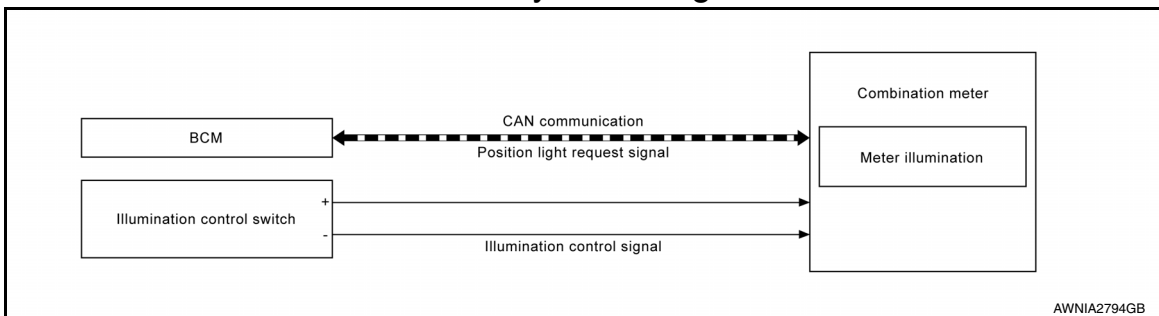 BCM
CAN communication
Position light request signal
Illumination control switch
+
-
Illumination control signal
Combination meter
Meter illumination
AWNIA2794GB